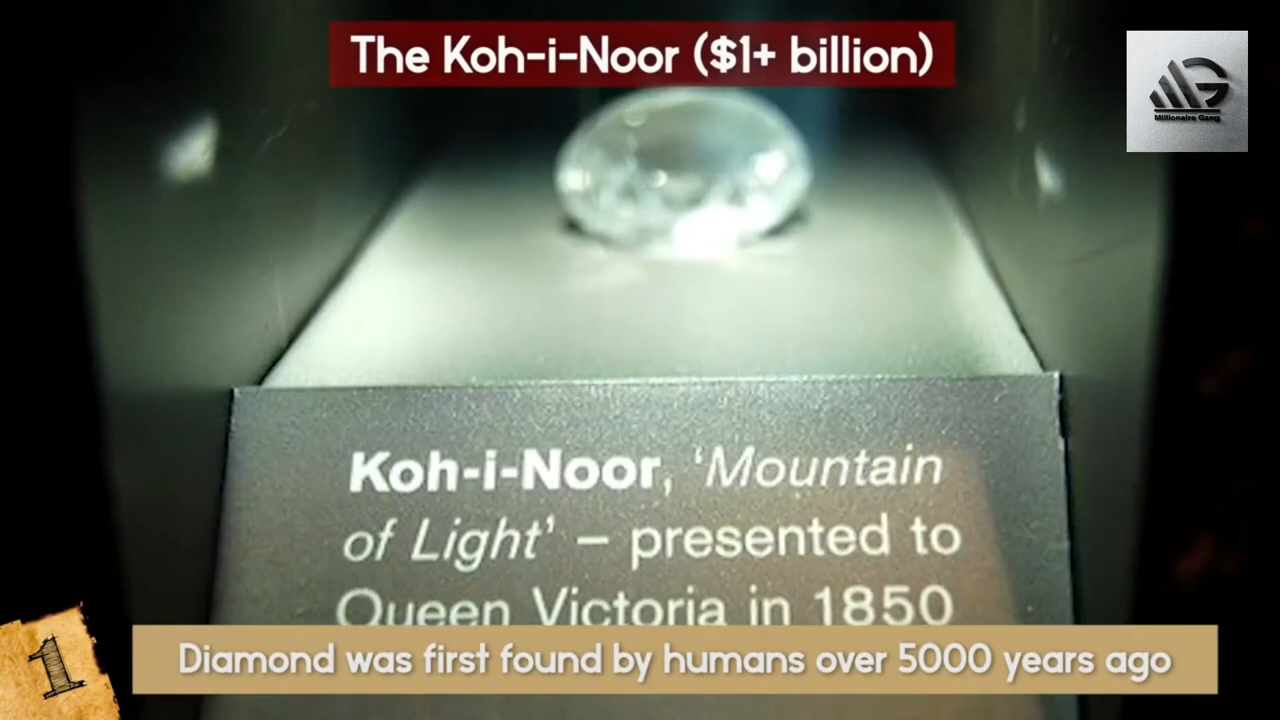 The Koh-i-Noor ($1+ billion)
Millionaire Gang
Koh-i-Noor, ‘Mountain
of Light’ – presented to
Queen Victoria in 1850
Diamond was first found by humans over 5000 years ago
1